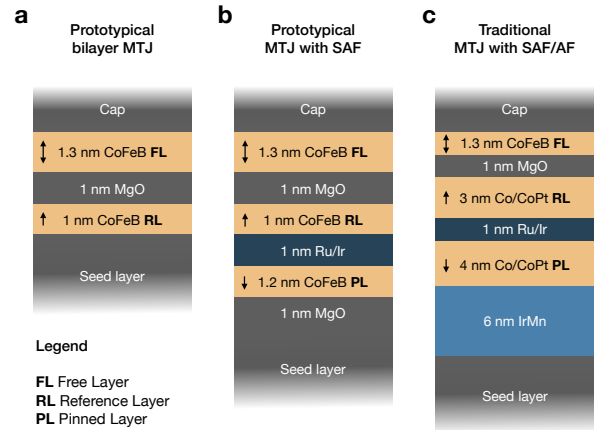 a
Prototypical
bilayer MTJ
Cap
1.3 nm CoFeB FL
1 nm MgO
1 nm CoFeB RL
Seed layer
Legend
FL Free Layer
RL Reference Layer
PL Pinned Layer
b
Prototypical
MTJ with SAF
Cap
1.3 nm CoFeB FL
1 nm MgO
1 nm CoFeB RL
1 nm Ru/Ir
1.2 nm CoFeB PL
1 nm MgO
Seed layer
c
Traditional
MTJ with SAF/AF
Cap
1.3 nm CoFeB FL
1 nm MgO
3 nm Co/CoPt RL
1 nm Ru/Ir
4 nm Co/CoPt PL
6 nm IrMn
Seed layer